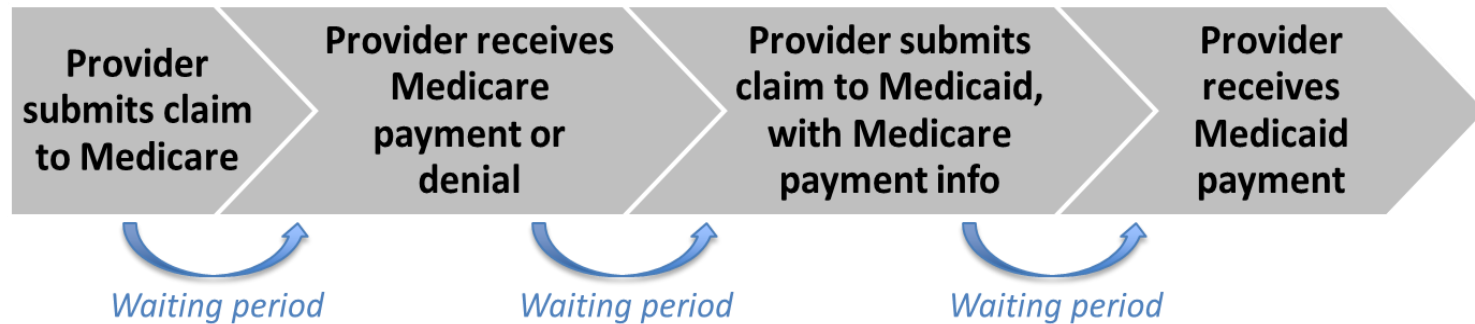 Provider
submits claim
to Medicare
Provider receives
Medicare
payment or
denial
Provider submits
claim to Medicaid,
with Medicare
payment info
Provider
receives
Medicaid
payment
Waiting period
Waiting period
Waiting period